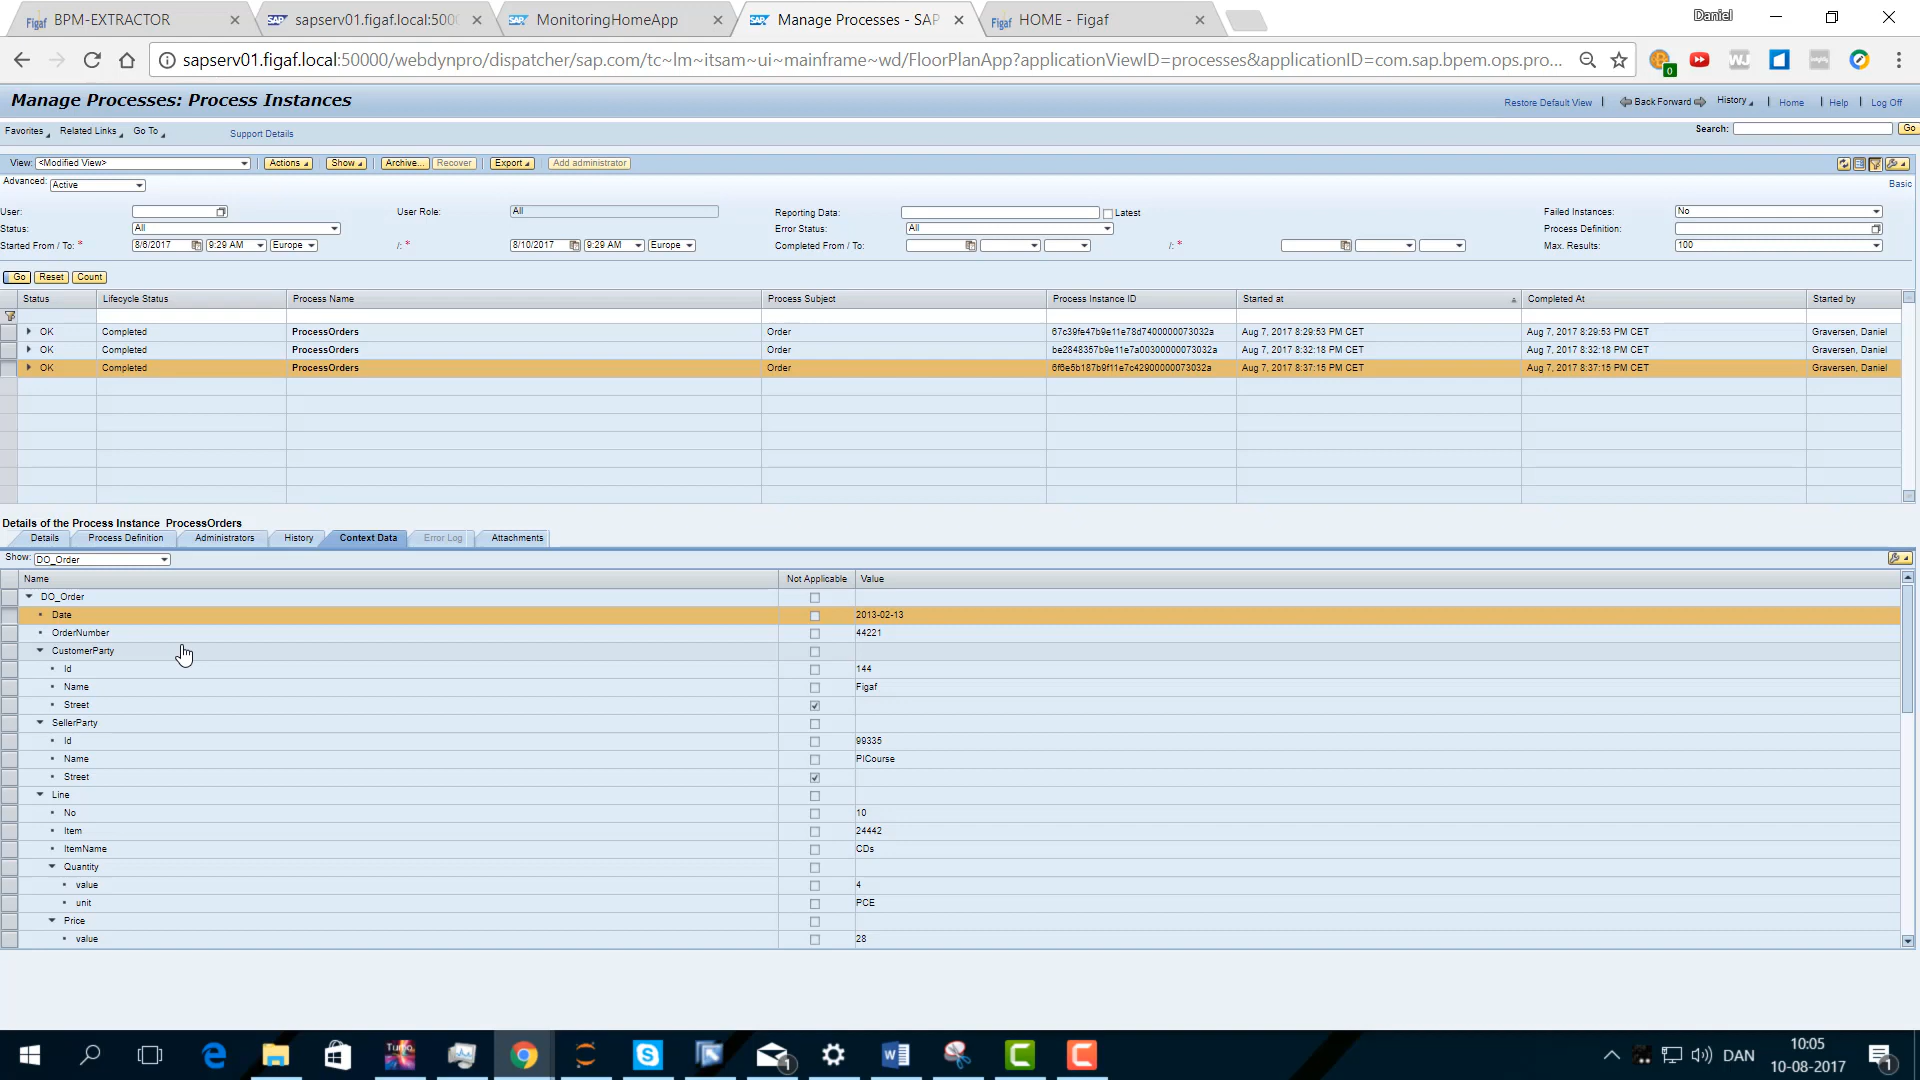 BPM-EXTRACTOR
sapserv01.figaf.local:5000
MonitoringHomeApp
Manage Processes - SAP
HOME - Figaf
Daniel
sapserv01.figaf.local:50000/webdynpro/dispatcher/sap.com/tc~lm~itsam~ui~mainframe~wd/FloorPlanApp?applicationViewID=processes&applicationID=com.sap.bpem.ops.pro...
Manage Processes: Process Instances
Restore Default View Back Forward History Home Help Log Off
Favorites Related Links Go To Support Details
Search: Go
View: <Modified View> Actions Show Archive... Recover Export Add administrator
Advanced: Active Basic
User: User Role: All Reporting Data: Latest Failed Instances: No
Status: All Error Status: All Process Definition:
Started From / To: * 8/6/2017 9:29 AM Europe /: * 8/10/2017 9:29 AM Europe Completed From / To: /: * Max. Results: 100
Go Reset Count
Status Lifecycle Status Process Name Process Subject Process Instance ID Started at Completed At Started by
OK Completed ProcessOrders Order 67c39fe47b9e11e78d7400000073032a Aug 7, 2017 8:29:53 PM CET Aug 7, 2017 8:29:53 PM CET Graversen, Daniel
OK Completed ProcessOrders Order be2848357b9e11e7a00300000073032a Aug 7, 2017 8:32:18 PM CET Aug 7, 2017 8:32:18 PM CET Graversen, Daniel
OK Completed ProcessOrders Order 6f6e5b187b9f11e7c42900000073032a Aug 7, 2017 8:37:15 PM CET Aug 7, 2017 8:37:15 PM CET Graversen, Daniel
Details of the Process Instance ProcessOrders
Details Process Definition Administrators History Context Data Error Log Attachments
Show: DO_Order
Name Not Applicable Value
DO_Order
Date 2013-02-13
OrderNumber 44221
CustomerParty
Id 144
Name Figaf
Street
SellerParty
Id 99335
Name PICourse
Street
Line
No 10
Item 24442
ItemName CDs
Quantity
value 4
unit PCE
Price
value 28
DAN
10:05
10-08-2017